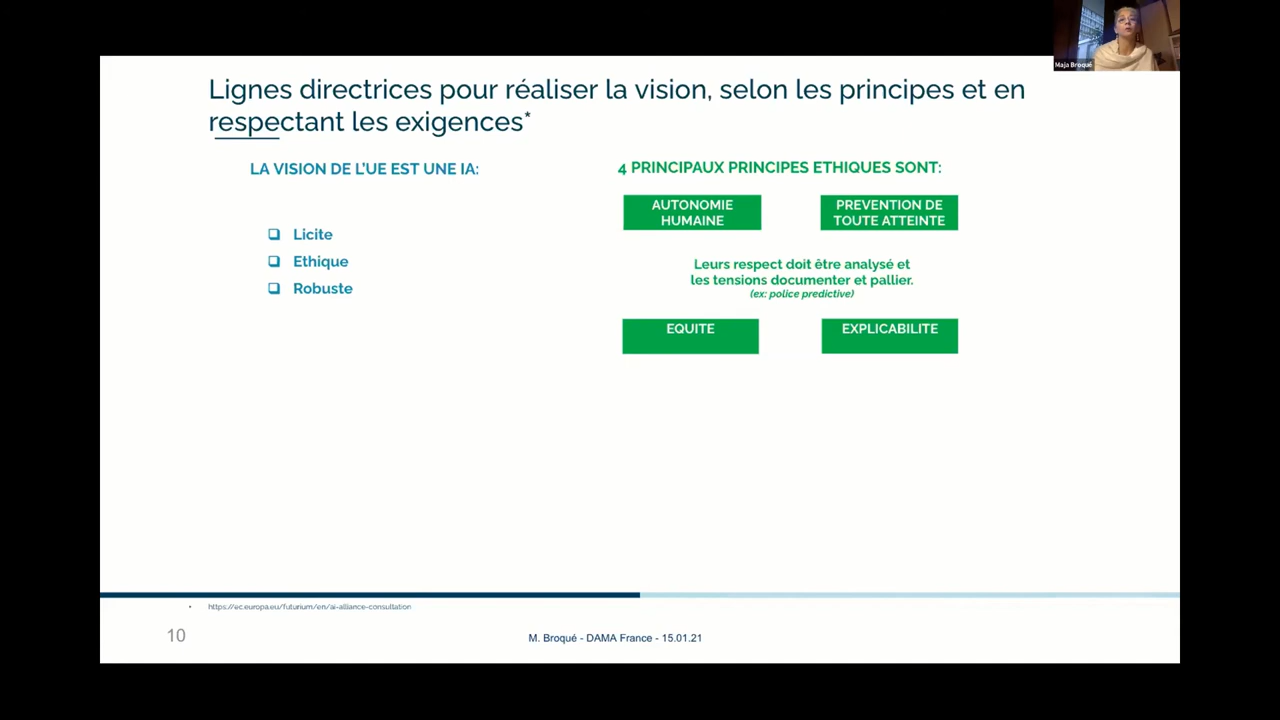 Maja Broqué
Lignes directrices pour réaliser la vision, selon les principes et en
respectant les exigences*
LA VISION DE L'UE EST UNE IA:
❑ Licite
❑ Ethique
❑ Robuste
4 PRINCIPAUX PRINCIPES ETHIQUES SONT:
AUTONOMIE
HUMAINE
PREVENTION DE
TOUTE ATTEINTE
Leurs respect doit être analysé et
les tensions documenter et pallier.
(ex: police predictive)
EQUITE
EXPLICABILITE
• https://ec.europa.eu/futurium/en/ai-alliance-consultation
10
M. Broqué - DAMA France - 15.01.21